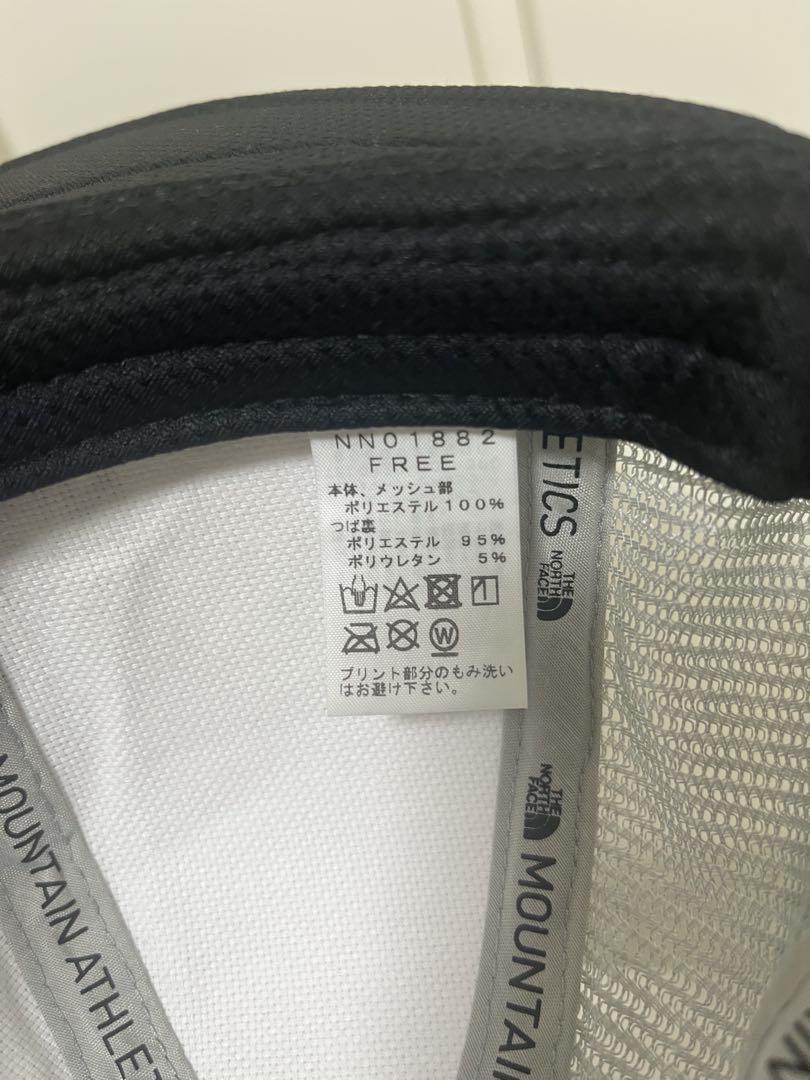 NN01882
FREE
本体、メッシュ部
ポリエステル100%
つば裏
ポリエステル 95%
ポリウレタン 5%
W
プリント部分のもみ洗い
はお避け下さい。
ETICS
THE
NORTH
FACE
THE
NORTH
FACE
MOUNTAI
MOUNTAIN ATHLET